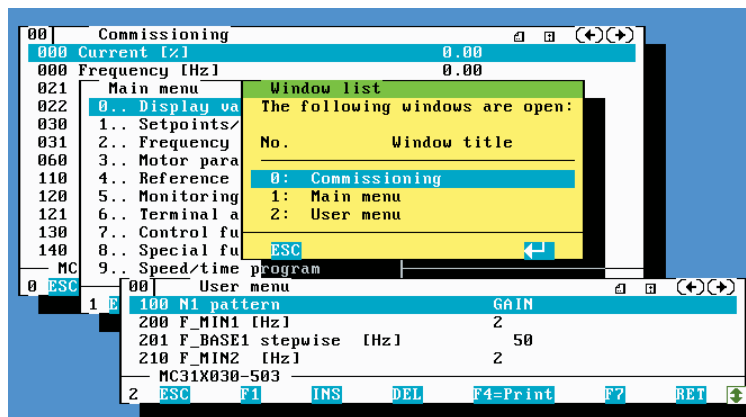 00 Commissioning (←)(→)
000 Current [%] 0.00
000 Frequency [Hz] 0.00
021
022
030
031
060
110
120
121
130
140
MC
0 ESC
Main menu
0.. Display va
1.. Setpoints/
2.. Frequency
3.. Motor para
4.. Reference
5.. Monitoring
6.. Terminal a
7.. Control fu
8.. Special fu
9.. Speed/time program
1 E
Window list
The following windows are open:
No. Window title
0: Commissioning
1: Main menu
2: User menu
ESC
00 User menu (←)(→)
100 N1 pattern GAIN
200 F_MIN1 [Hz] 2
201 F_BASE1 stepwise [Hz] 50
210 F_MIN2 [Hz] 2
MC31X030-503
2 ESC F1 INS DEL F4=Print F7 RET